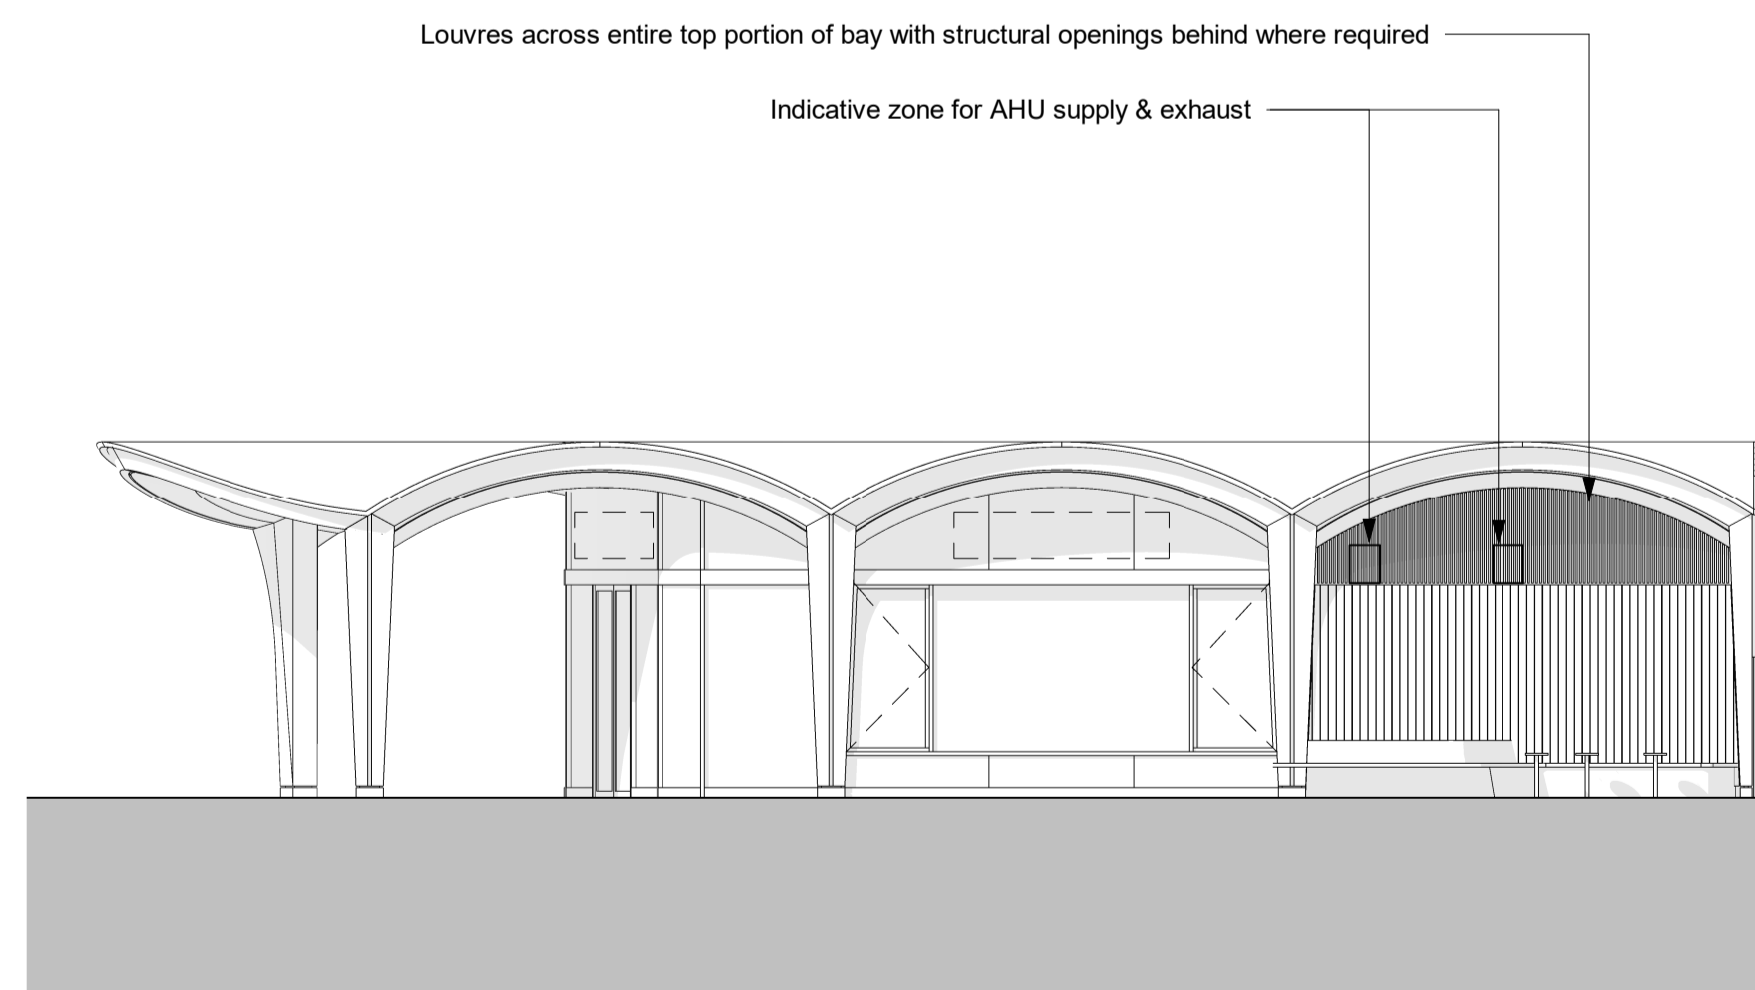 Louvres across entire top portion of bay with structural openings behind where required
Indicative zone for AHU supply & exhaust